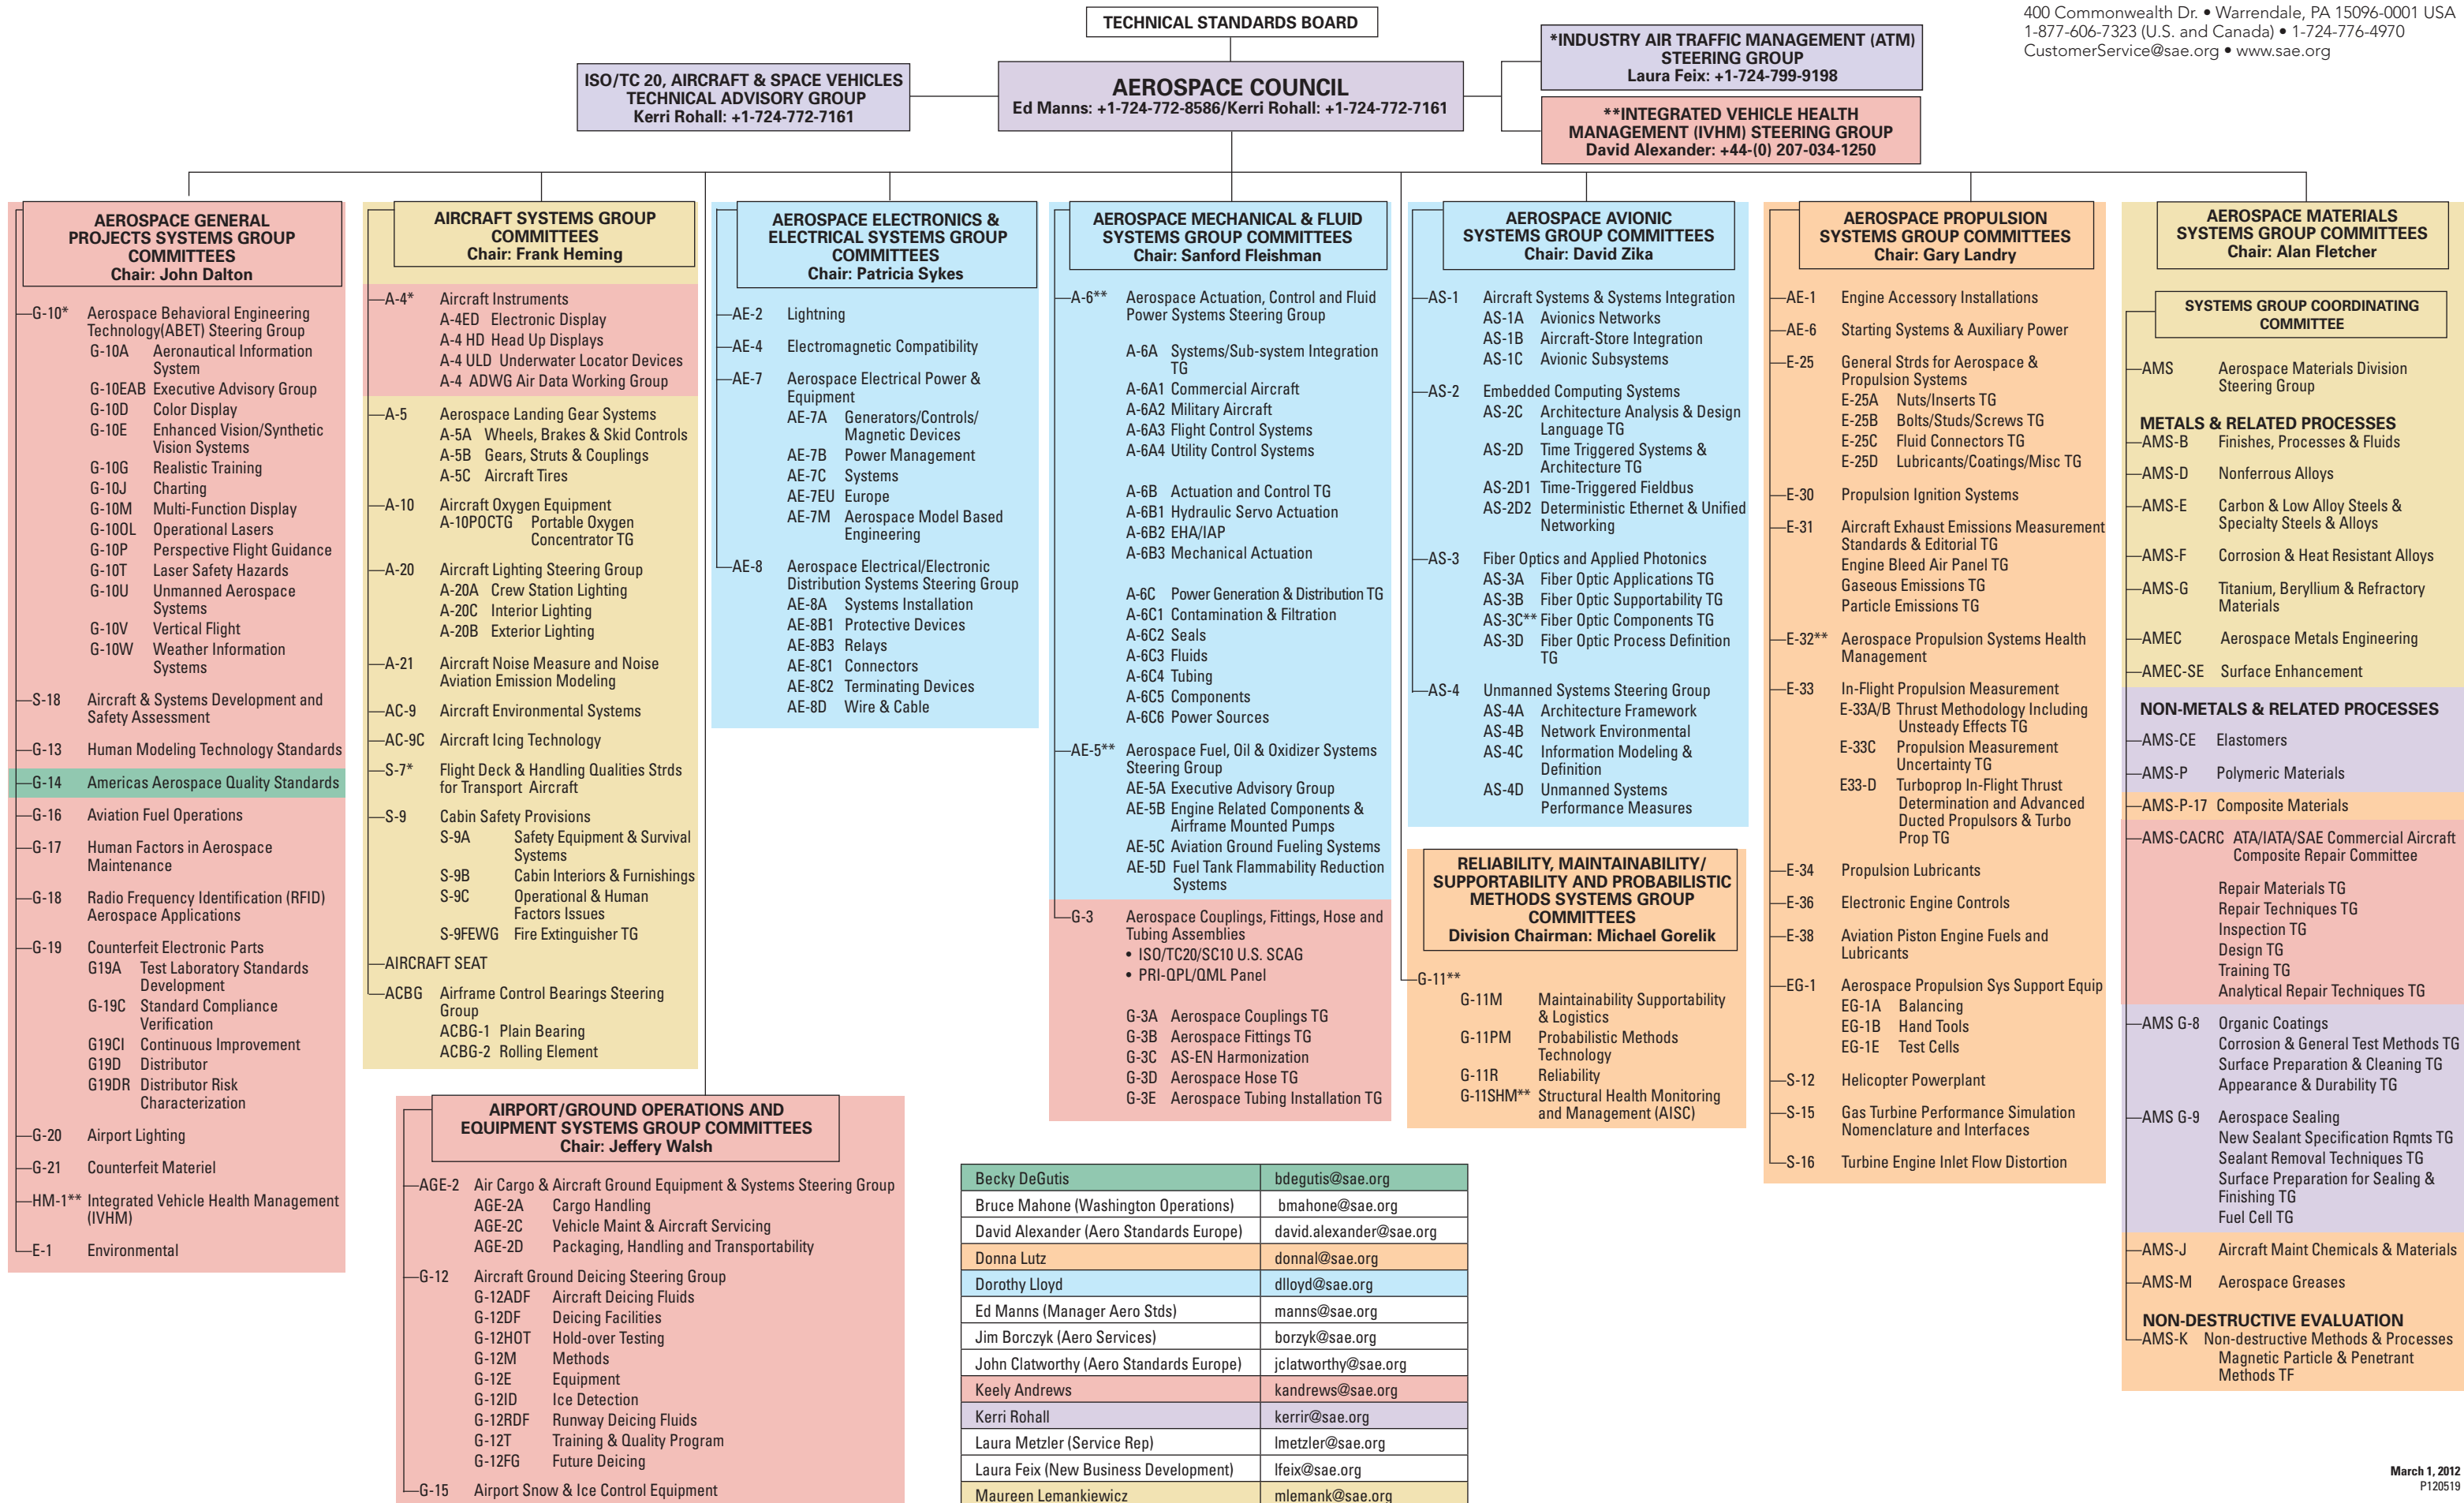 400 Commonwealth Dr. • Warrendale, PA 15096-0001 USA
1-877-606-7323 (U.S. and Canada) • 1-724-776-4970
CustomerService@sae.org • www.sae.org
TECHNICAL STANDARDS BOARD
ISO/TC 20, AIRCRAFT & SPACE VEHICLES
TECHNICAL ADVISORY GROUP
Kerri Rohall: +1-724-772-7161
AEROSPACE COUNCIL
Ed Manns: +1-724-772-8586/Kerri Rohall: +1-724-772-7161
*INDUSTRY AIR TRAFFIC MANAGEMENT (ATM)
STEERING GROUP
Laura Feix: +1-724-799-9198
**INTEGRATED VEHICLE HEALTH
MANAGEMENT (IVHM) STEERING GROUP
David Alexander: +44-(0) 207-034-1250
AEROSPACE GENERAL
PROJECTS SYSTEMS GROUP
COMMITTEES
Chair: John Dalton
G-10* Aerospace Behavioral Engineering
Technology(ABET) Steering Group
G-10A Aeronautical Information
System
G-10EAB Executive Advisory Group
G-10D Color Display
G-10E Enhanced Vision/Synthetic
Vision Systems
G-10G Realistic Training
G-10J Charting
G-10M Multi-Function Display
G-10OL Operational Lasers
G-10P Perspective Flight Guidance
G-10T Laser Safety Hazards
G-10U Unmanned Aerospace
Systems
G-10V Vertical Flight
G-10W Weather Information
Systems
S-18 Aircraft & Systems Development and
Safety Assessment
G-13 Human Modeling Technology Standards
G-14 Americas Aerospace Quality Standards
G-16 Aviation Fuel Operations
G-17 Human Factors in Aerospace
Maintenance
G-18 Radio Frequency Identification (RFID)
Aerospace Applications
G-19 Counterfeit Electronic Parts
G19A Test Laboratory Standards
Development
G-19C Standard Compliance
Verification
G19CI Continuous Improvement
G19D Distributor
G19DR Distributor Risk
Characterization
G-20 Airport Lighting
G-21 Counterfeit Materiel
HM-1** Integrated Vehicle Health Management
(IVHM)
E-1 Environmental
AIRCRAFT SYSTEMS GROUP
COMMITTEES
Chair: Frank Heming
A-4* Aircraft Instruments
A-4ED Electronic Display
A-4 HD Head Up Displays
A-4 ULD Underwater Locator Devices
A-4 ADWG Air Data Working Group
A-5 Aerospace Landing Gear Systems
A-5A Wheels, Brakes & Skid Controls
A-5B Gears, Struts & Couplings
A-5C Aircraft Tires
A-10 Aircraft Oxygen Equipment
A-10POCTG Portable Oxygen
Concentrator TG
A-20 Aircraft Lighting Steering Group
A-20A Crew Station Lighting
A-20C Interior Lighting
A-20B Exterior Lighting
A-21 Aircraft Noise Measure and Noise
Aviation Emission Modeling
AC-9 Aircraft Environmental Systems
AC-9C Aircraft Icing Technology
S-7* Flight Deck & Handling Qualities Strds
for Transport Aircraft
S-9 Cabin Safety Provisions
S-9A Safety Equipment & Survival
Systems
S-9B Cabin Interiors & Furnishings
S-9C Operational & Human
Factors Issues
S-9FEWG Fire Extinguisher TG
AIRCRAFT SEAT
ACBG Airframe Control Bearings Steering
Group
ACBG-1 Plain Bearing
ACBG-2 Rolling Element
AIRPORT/GROUND OPERATIONS AND
EQUIPMENT SYSTEMS GROUP COMMITTEES
Chair: Jeffery Walsh
AGE-2 Air Cargo & Aircraft Ground Equipment & Systems Steering Group
AGE-2A Cargo Handling
AGE-2C Vehicle Maint & Aircraft Servicing
AGE-2D Packaging, Handling and Transportability
G-12 Aircraft Ground Deicing Steering Group
G-12ADF Aircraft Deicing Fluids
G-12DF Deicing Facilities
G-12HOT Hold-over Testing
G-12M Methods
G-12E Equipment
G-12ID Ice Detection
G-12RDF Runway Deicing Fluids
G-12T Training & Quality Program
G-12FG Future Deicing
G-15 Airport Snow & Ice Control Equipment
AEROSPACE ELECTRONICS &
ELECTRICAL SYSTEMS GROUP
COMMITTEES
Chair: Patricia Sykes
AE-2 Lightning
AE-4 Electromagnetic Compatibility
AE-7 Aerospace Electrical Power &
Equipment
AE-7A Generators/Controls/
Magnetic Devices
AE-7B Power Management
AE-7C Systems
AE-7EU Europe
AE-7M Aerospace Model Based
Engineering
AE-8 Aerospace Electrical/Electronic
Distribution Systems Steering Group
AE-8A Systems Installation
AE-8B1 Protective Devices
AE-8B3 Relays
AE-8C1 Connectors
AE-8C2 Terminating Devices
AE-8D Wire & Cable
AEROSPACE MECHANICAL & FLUID
SYSTEMS GROUP COMMITTEES
Chair: Sanford Fleishman
A-6** Aerospace Actuation, Control and Fluid
Power Systems Steering Group
A-6A Systems/Sub-system Integration
TG
A-6A1 Commercial Aircraft
A-6A2 Military Aircraft
A-6A3 Flight Control Systems
A-6A4 Utility Control Systems
A-6B Actuation and Control TG
A-6B1 Hydraulic Servo Actuation
A-6B2 EHA/IAP
A-6B3 Mechanical Actuation
A-6C Power Generation & Distribution TG
A-6C1 Contamination & Filtration
A-6C2 Seals
A-6C3 Fluids
A-6C4 Tubing
A-6C5 Components
A-6C6 Power Sources
AE-5** Aerospace Fuel, Oil & Oxidizer Systems
Steering Group
AE-5A Executive Advisory Group
AE-5B Engine Related Components &
Airframe Mounted Pumps
AE-5C Aviation Ground Fueling Systems
AE-5D Fuel Tank Flammability Reduction
Systems
G-3 Aerospace Couplings, Fittings, Hose and
Tubing Assemblies
• ISO/TC20/SC10 U.S. SCAG
• PRI-QPL/QML Panel
G-3A Aerospace Couplings TG
G-3B Aerospace Fittings TG
G-3C AS-EN Harmonization
G-3D Aerospace Hose TG
G-3E Aerospace Tubing Installation TG
AEROSPACE AVIONIC
SYSTEMS GROUP COMMITTEES
Chair: David Zika
AS-1 Aircraft Systems & Systems Integration
AS-1A Avionics Networks
AS-1B Aircraft-Store Integration
AS-1C Avionic Subsystems
AS-2 Embedded Computing Systems
AS-2C Architecture Analysis & Design
Language TG
AS-2D Time Triggered Systems &
Architecture TG
AS-2D1 Time-Triggered Fieldbus
AS-2D2 Deterministic Ethernet & Unified
Networking
AS-3 Fiber Optics and Applied Photonics
AS-3A Fiber Optic Applications TG
AS-3B Fiber Optic Supportability TG
AS-3C** Fiber Optic Components TG
AS-3D Fiber Optic Process Definition
TG
AS-4 Unmanned Systems Steering Group
AS-4A Architecture Framework
AS-4B Network Environmental
AS-4C Information Modeling &
Definition
AS-4D Unmanned Systems
Performance Measures
RELIABILITY, MAINTAINABILITY/
SUPPORTABILITY AND PROBABILISTIC
METHODS SYSTEMS GROUP
COMMITTEES
Division Chairman: Michael Gorelik
G-11**
G-11M Maintainability Supportability
& Logistics
G-11PM Probabilistic Methods
Technology
G-11R Reliability
G-11SHM** Structural Health Monitoring
and Management (AISC)
AEROSPACE PROPULSION
SYSTEMS GROUP COMMITTEES
Chair: Gary Landry
AE-1 Engine Accessory Installations
AE-6 Starting Systems & Auxiliary Power
E-25 General Strds for Aerospace &
Propulsion Systems
E-25A Nuts/Inserts TG
E-25B Bolts/Studs/Screws TG
E-25C Fluid Connectors TG
E-25D Lubricants/Coatings/Misc TG
E-30 Propulsion Ignition Systems
E-31 Aircraft Exhaust Emissions Measurement
Standards & Editorial TG
Engine Bleed Air Panel TG
Gaseous Emissions TG
Particle Emissions TG
E-32** Aerospace Propulsion Systems Health
Management
E-33 In-Flight Propulsion Measurement
E-33A/B Thrust Methodology Including
Unsteady Effects TG
E-33C Propulsion Measurement
Uncertainty TG
E33-D Turboprop In-Flight Thrust
Determination and Advanced
Ducted Propulsors & Turbo
Prop TG
E-34 Propulsion Lubricants
E-36 Electronic Engine Controls
E-38 Aviation Piston Engine Fuels and
Lubricants
EG-1 Aerospace Propulsion Sys Support Equip
EG-1A Balancing
EG-1B Hand Tools
EG-1E Test Cells
S-12 Helicopter Powerplant
S-15 Gas Turbine Performance Simulation
Nomenclature and Interfaces
S-16 Turbine Engine Inlet Flow Distortion
AEROSPACE MATERIALS
SYSTEMS GROUP COMMITTEES
Chair: Alan Fletcher
SYSTEMS GROUP COORDINATING
COMMITTEE
AMS Aerospace Materials Division
Steering Group
METALS & RELATED PROCESSES
AMS-B Finishes, Processes & Fluids
AMS-D Nonferrous Alloys
AMS-E Carbon & Low Alloy Steels &
Specialty Steels & Alloys
AMS-F Corrosion & Heat Resistant Alloys
AMS-G Titanium, Beryllium & Refractory
Materials
AMEC Aerospace Metals Engineering
AMEC-SE Surface Enhancement
NON-METALS & RELATED PROCESSES
AMS-CE Elastomers
AMS-P Polymeric Materials
AMS-P-17 Composite Materials
AMS-CACRC ATA/IATA/SAE Commercial Aircraft
Composite Repair Committee
Repair Materials TG
Repair Techniques TG
Inspection TG
Design TG
Training TG
Analytical Repair Techniques TG
AMS G-8 Organic Coatings
Corrosion & General Test Methods TG
Surface Preparation & Cleaning TG
Appearance & Durability TG
AMS G-9 Aerospace Sealing
New Sealant Specification Rqmts TG
Sealant Removal Techniques TG
Surface Preparation for Sealing &
Finishing TG
Fuel Cell TG
AMS-J Aircraft Maint Chemicals & Materials
AMS-M Aerospace Greases
NON-DESTRUCTIVE EVALUATION
AMS-K Non-destructive Methods & Processes
Magnetic Particle & Penetrant
Methods TF
Becky DeGutis bdegutis@sae.org
Bruce Mahone (Washington Operations) bmahone@sae.org
David Alexander (Aero Standards Europe) david.alexander@sae.org
Donna Lutz donnal@sae.org
Dorothy Lloyd dlloyd@sae.org
Ed Manns (Manager Aero Stds) manns@sae.org
Jim Borczyk (Aero Services) borzyk@sae.org
John Clatworthy (Aero Standards Europe) jclatworthy@sae.org
Keely Andrews kandrews@sae.org
Kerri Rohall kerrir@sae.org
Laura Metzler (Service Rep) lmetzler@sae.org
Laura Feix (New Business Development) lfeix@sae.org
Maureen Lemankiewicz mlemank@sae.org
March 1, 2012
P120519